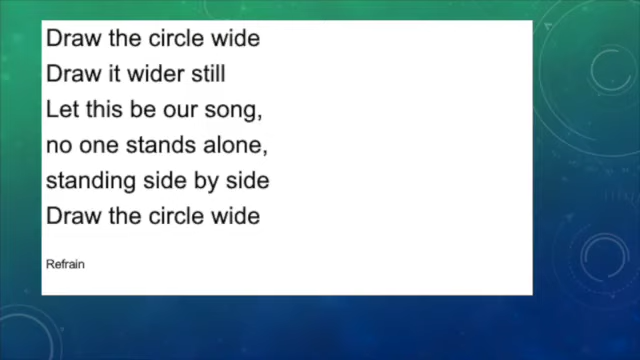 Draw the circle wide
Draw it wider still
Let this be our song,
no one stands alone,
standing side by side
Draw the circle wide
Refrain